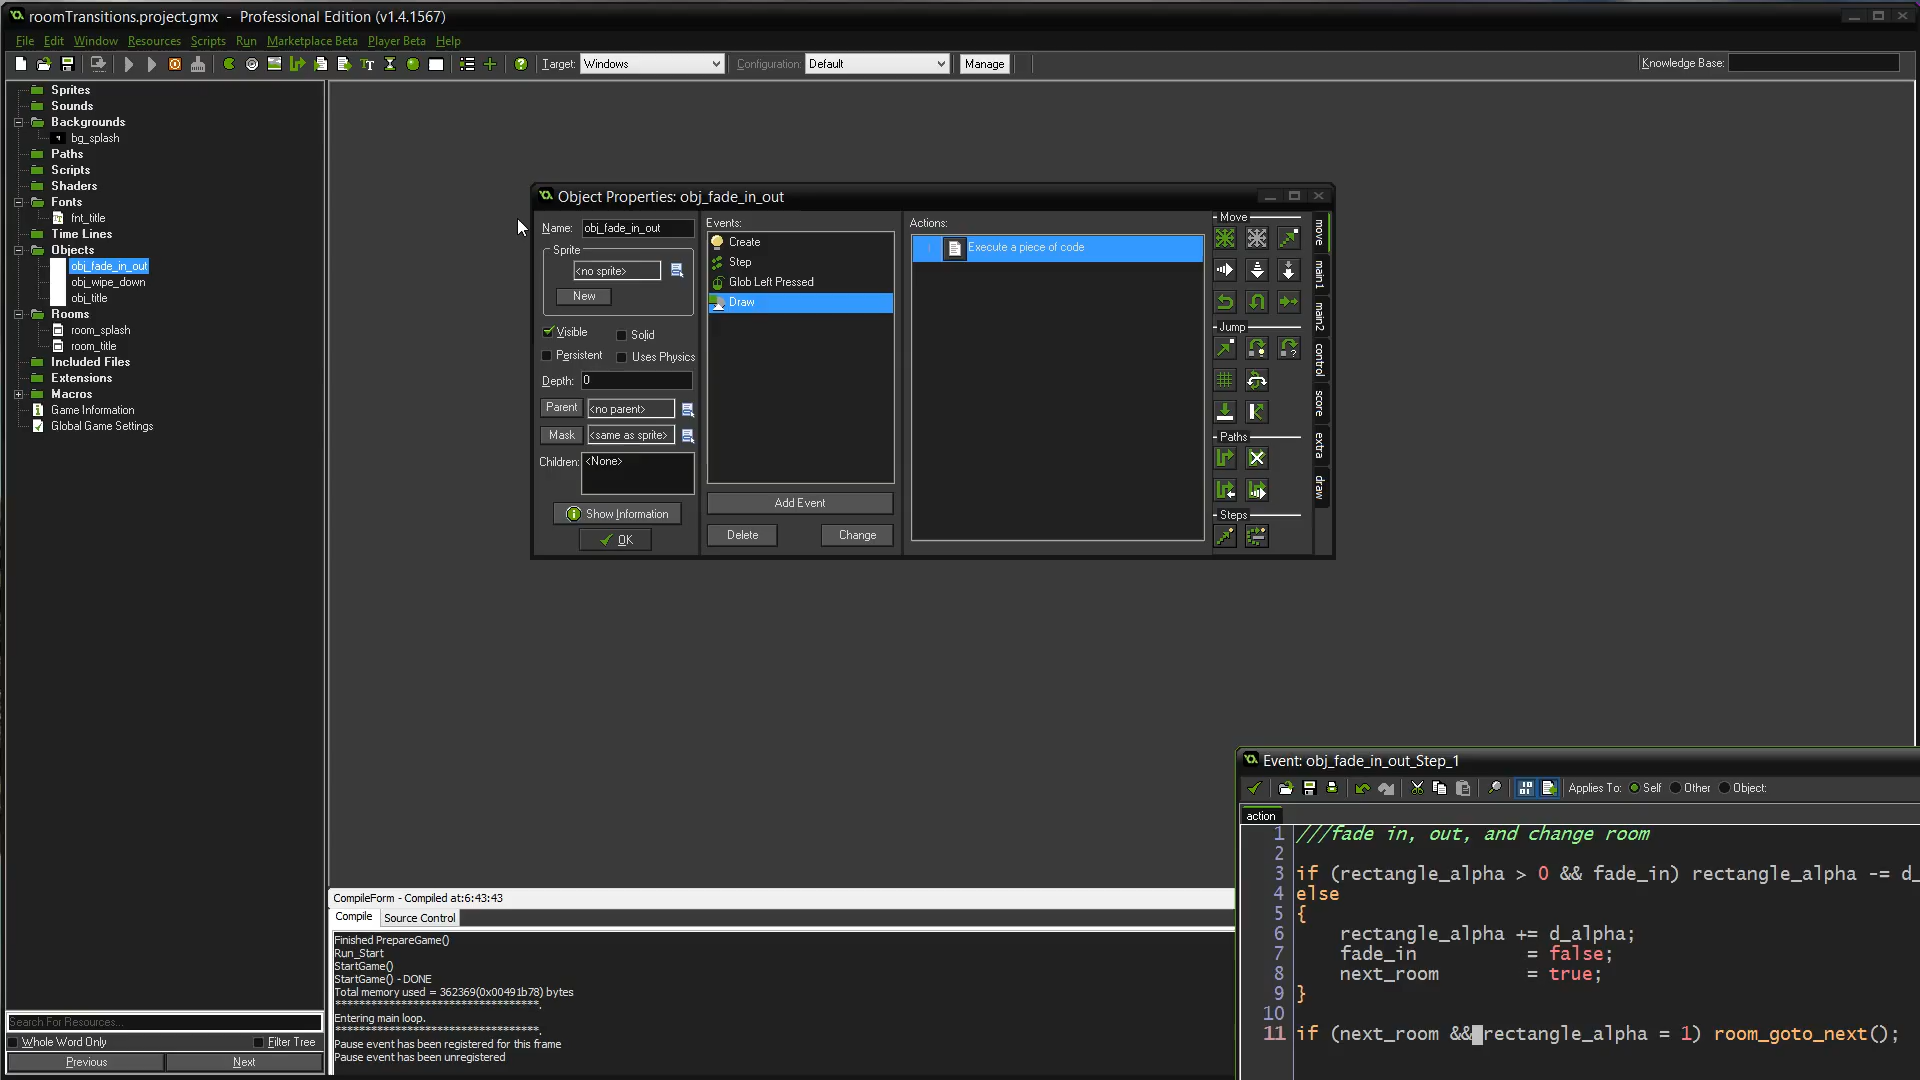 roomTransitions.project.gmx - Professional Edition (v1.4.1567)
File Edit Window Resources Scripts Run Marketplace Beta Player Beta Help
Target: Windows Configuration: Default Manage Knowledge Base:
Sprites
Sounds
Backgrounds
bg_splash
Paths
Scripts
Shaders
Fonts
fnt_title
Time Lines
Objects
obj_fade_in_out
obj_wipe_down
obj_title
Rooms
room_splash
room_title
Included Files
Extensions
Macros
Game Information
Global Game Settings
Search For Resources...
Whole Word Only Filter Tree
Previous Next
Object Properties: obj_fade_in_out
Name: obj_fade_in_out
Sprite
<no sprite>
New
Visible Solid
Persistent Uses Physics
Depth: 0
Parent <no parent>
Mask <same as sprite>
Children: <None>
Show Information
OK
Events:
Create
Step
Glob Left Pressed
Draw
Add Event
Delete Change
Actions:
Execute a piece of code
Move
Jump
Paths
Steps
move
main1
main2
control
score
extra
draw
CompileForm - Compiled at:6:43:43
Compile Source Control
Finished PrepareGame()
Run_Start
StartGame()
StartGame() - DONE
Total memory used = 362369(0x00491b78) bytes
***********************************.
Entering main loop.
***********************************.
Pause event has been registered for this frame
Pause event has been unregistered
Event: obj_fade_in_out_Step_1
Applies To: Self Other Object:
action
1 ///fade in, out, and change room
2
3 if (rectangle_alpha > 0 && fade_in) rectangle_alpha -= d_
4 else
5 {
6 rectangle_alpha += d_alpha;
7 fade_in = false;
8 next_room = true;
9 }
10
11 if (next_room && rectangle_alpha = 1) room_goto_next();